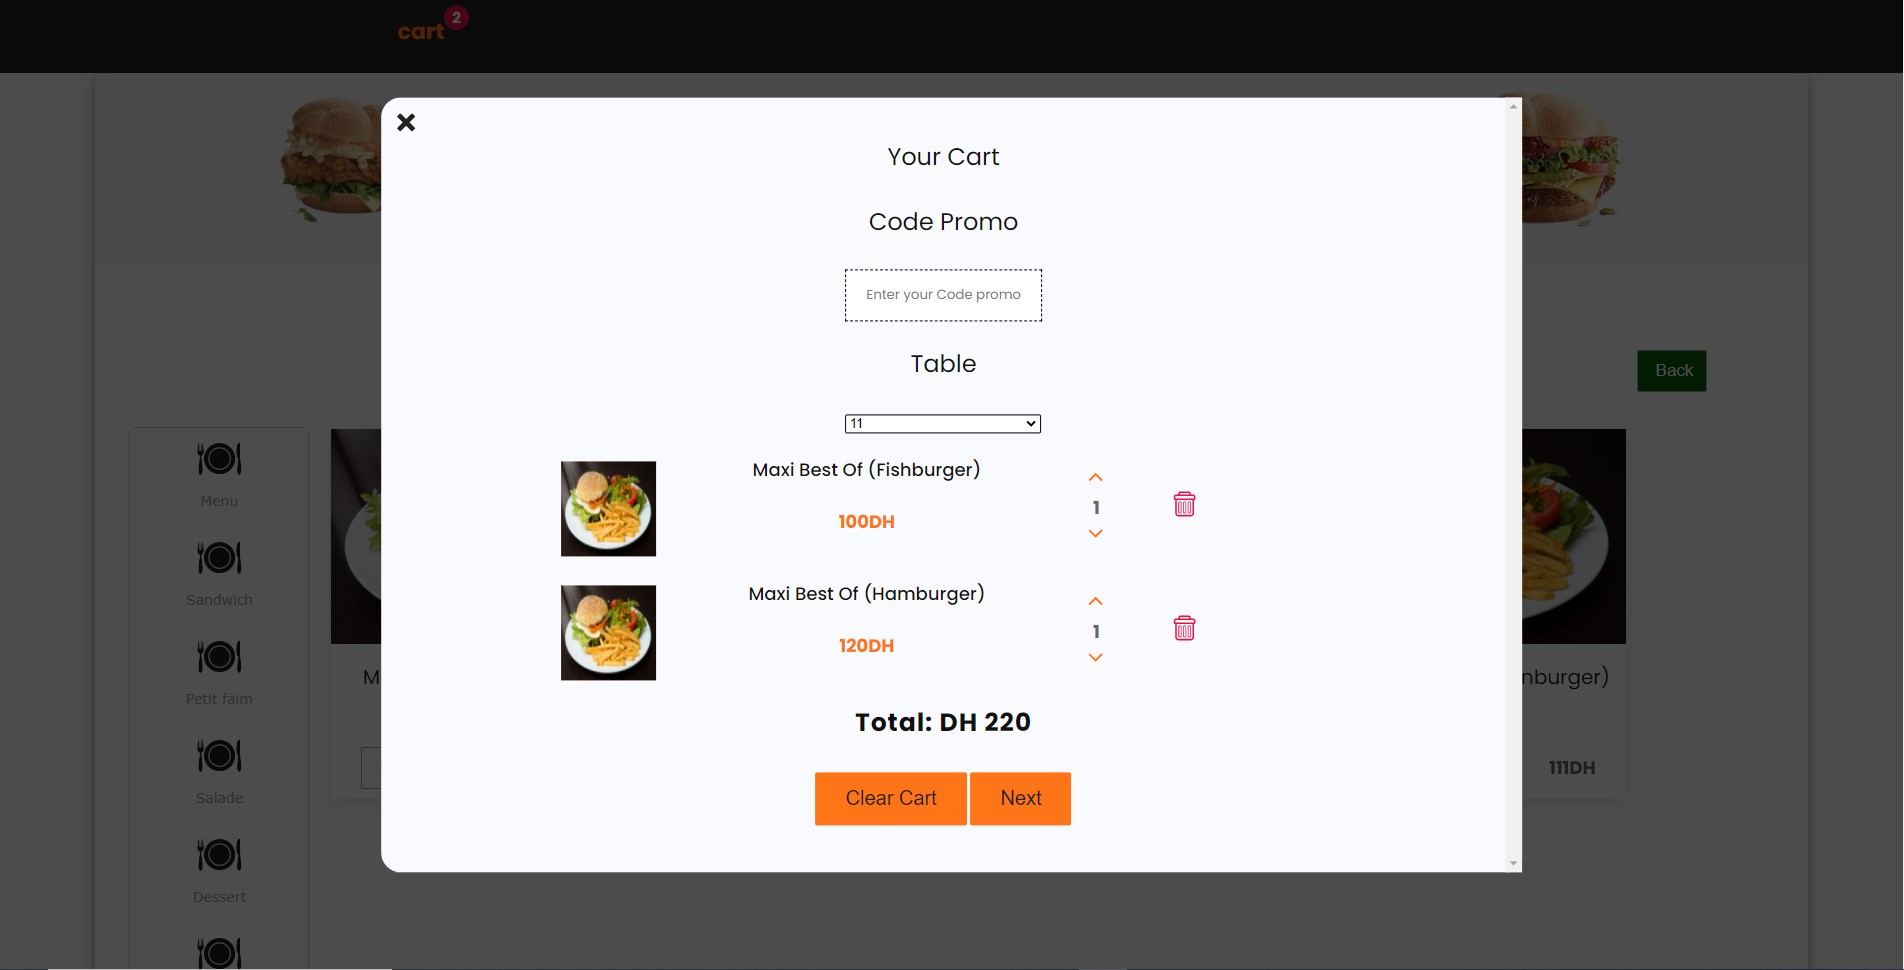 cart
2
Your Cart
Code Promo
Enter your Code promo
Table
11
Back
Menu
Sandwich
Petit faim
Salade
Dessert
Maxi Best Of (Fishburger)
100DH
1
Maxi Best Of (Hamburger)
120DH
1
Total: DH 220
Clear Cart
Next
M
nburger)
111DH